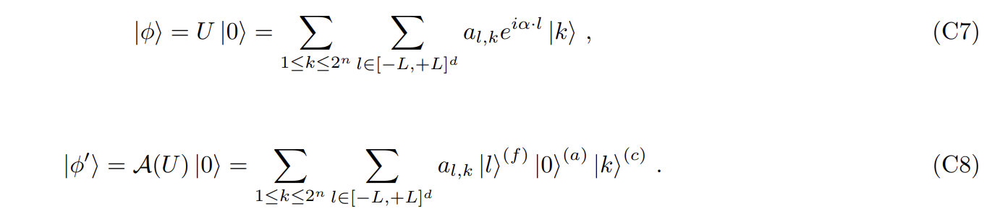 |ϕ⟩ = U |0⟩ = ∑_{1≤k≤2^n} ∑_{l∈[−L,+L]^d} a_{l,k} e^{iα·l} |k⟩ , (C7)
|ϕ′⟩ = 𝒜(U) |0⟩ = ∑_{1≤k≤2^n} ∑_{l∈[−L,+L]^d} a_{l,k} |l⟩^{(f)} |0⟩^{(a)} |k⟩^{(c)} . (C8)